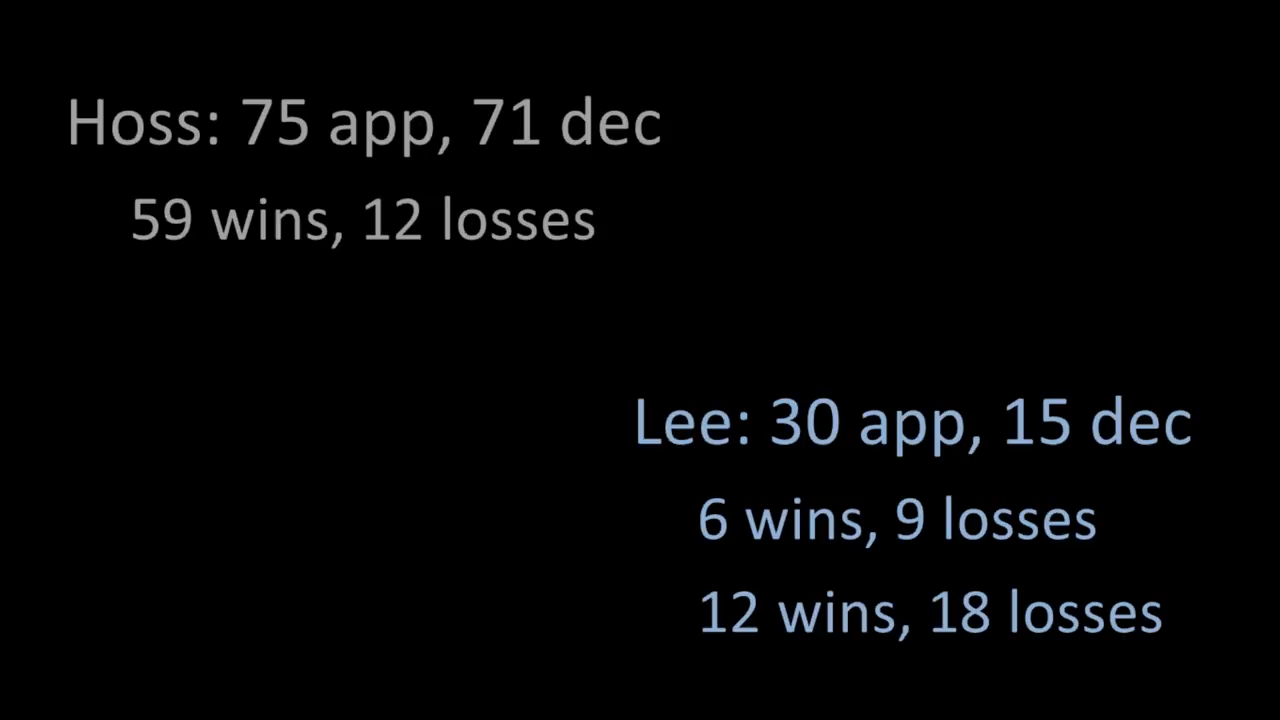 Hoss: 75 app, 71 dec
59 wins, 12 losses
Lee: 30 app, 15 dec
6 wins, 9 losses
12 wins, 18 losses